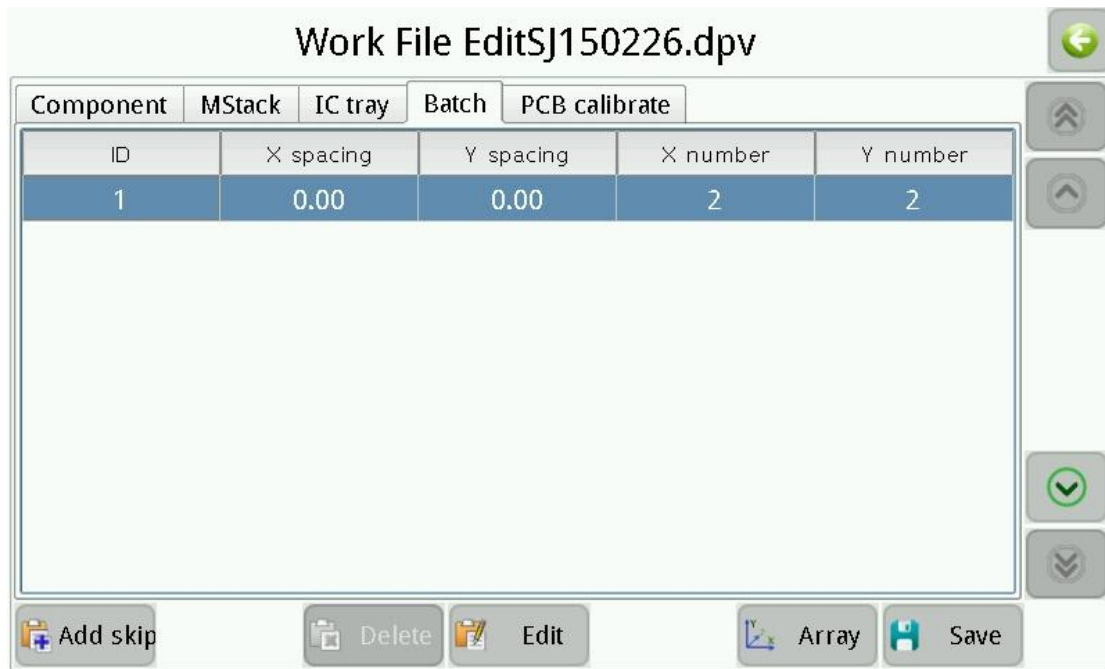 Work File EditSJ150226.dpv
Component MStack IC tray Batch PCB calibrate
ID X spacing Y spacing X number Y number
1 0.00 0.00 2 2
Add skip Delete Edit Array Save